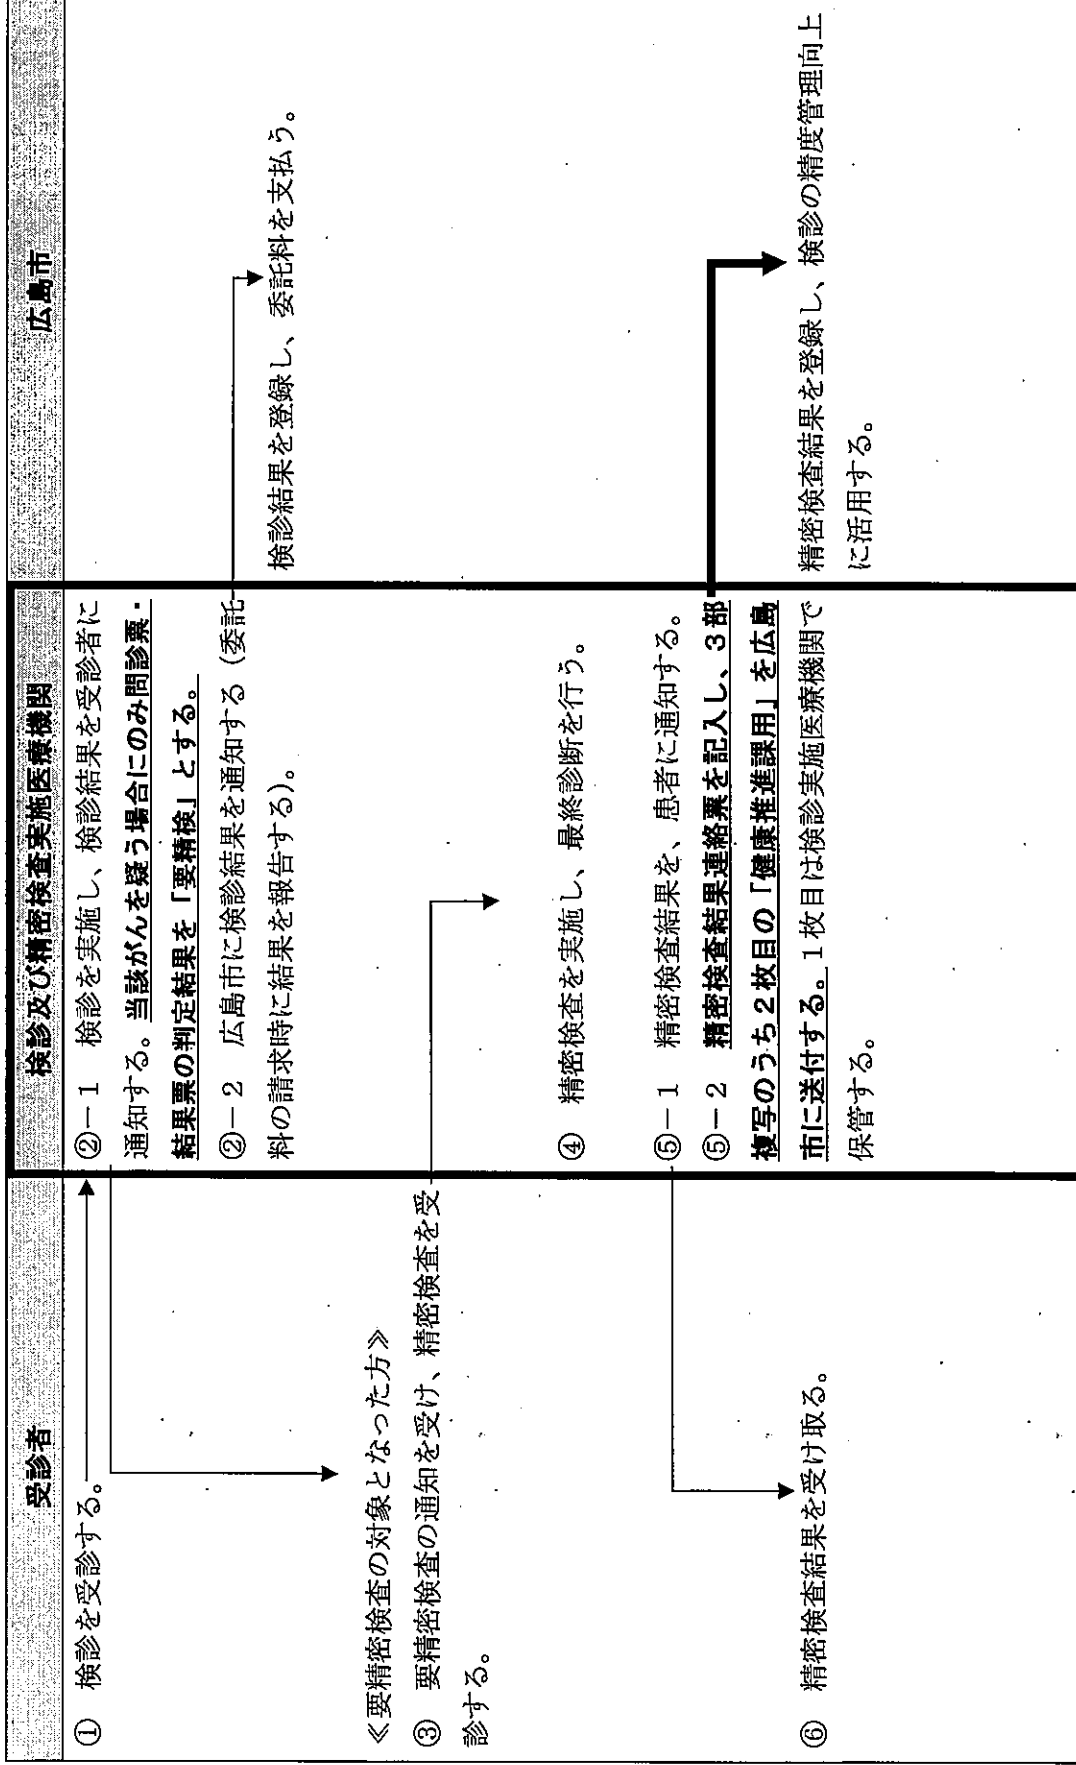 受診者
検診及び精密検査実施医療機関
広島市
① 検診を受診する。
②－１ 検診を実施し、検診結果を受診者に
通知する。当該がんを疑う場合にのみ問診票・
結果票の判定結果を「要精検」とする。
②－２ 広島市に検診結果を通知する（委託
料の請求時に結果を報告する）。
検診結果を登録し、委託料を支払う。
≪要精密検査の対象となった方≫
③ 要精密検査の通知を受け、精密検査を受
診する。
④ 精密検査を実施し、最終診断を行う。
⑤－１ 精密検査結果を、患者に通知する。
⑤－２ 精密検査結果連絡票を記入し、３部
複写のうち２枚目の「健康推進課用」を広島
市に送付する。１枚目は検診実施医療機関で
保管する。
精密検査結果を登録し、検診の精度管理向上
に活用する。
⑥ 精密検査結果を受け取る。